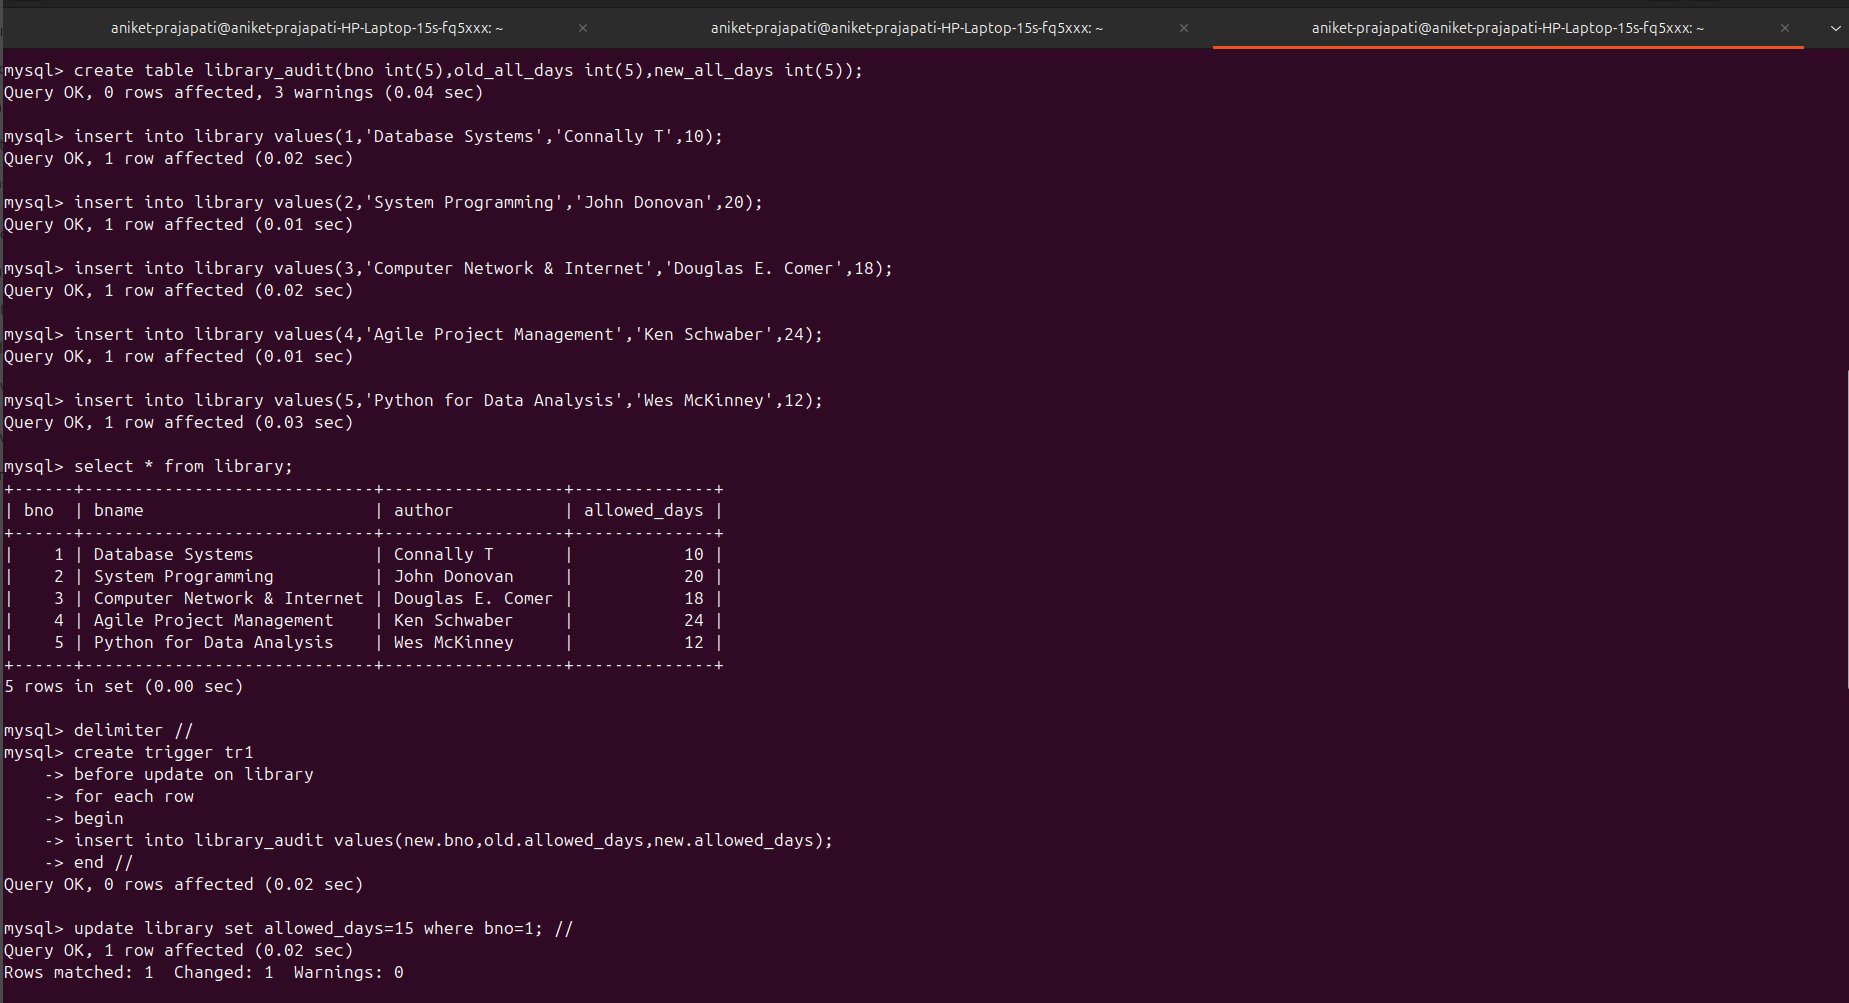 aniket-prajapati@aniket-prajapati-HP-Laptop-15s-fq5xxx: ~ × aniket-prajapati@aniket-prajapati-HP-Laptop-15s-fq5xxx: ~ × aniket-prajapati@aniket-prajapati-HP-Laptop-15s-fq5xxx: ~ ×
mysql> create table library_audit(bno int(5),old_all_days int(5),new_all_days int(5));
Query OK, 0 rows affected, 3 warnings (0.04 sec)

mysql> insert into library values(1,'Database Systems','Connally T',10);
Query OK, 1 row affected (0.02 sec)

mysql> insert into library values(2,'System Programming','John Donovan',20);
Query OK, 1 row affected (0.01 sec)

mysql> insert into library values(3,'Computer Network & Internet','Douglas E. Comer',18);
Query OK, 1 row affected (0.02 sec)

mysql> insert into library values(4,'Agile Project Management','Ken Schwaber',24);
Query OK, 1 row affected (0.01 sec)

mysql> insert into library values(5,'Python for Data Analysis','Wes McKinney',12);
Query OK, 1 row affected (0.03 sec)

mysql> select * from library;
+------+-----------------------------+------------------+--------------+
| bno  | bname                       | author           | allowed_days |
+------+-----------------------------+------------------+--------------+
|    1 | Database Systems            | Connally T       |           10 |
|    2 | System Programming          | John Donovan     |           20 |
|    3 | Computer Network & Internet | Douglas E. Comer |           18 |
|    4 | Agile Project Management    | Ken Schwaber     |           24 |
|    5 | Python for Data Analysis    | Wes McKinney     |           12 |
+------+-----------------------------+------------------+--------------+
5 rows in set (0.00 sec)

mysql> delimiter //
mysql> create trigger tr1
    -> before update on library
    -> for each row
    -> begin
    -> insert into library_audit values(new.bno,old.allowed_days,new.allowed_days);
    -> end //
Query OK, 0 rows affected (0.02 sec)

mysql> update library set allowed_days=15 where bno=1; //
Query OK, 1 row affected (0.02 sec)
Rows matched: 1  Changed: 1  Warnings: 0